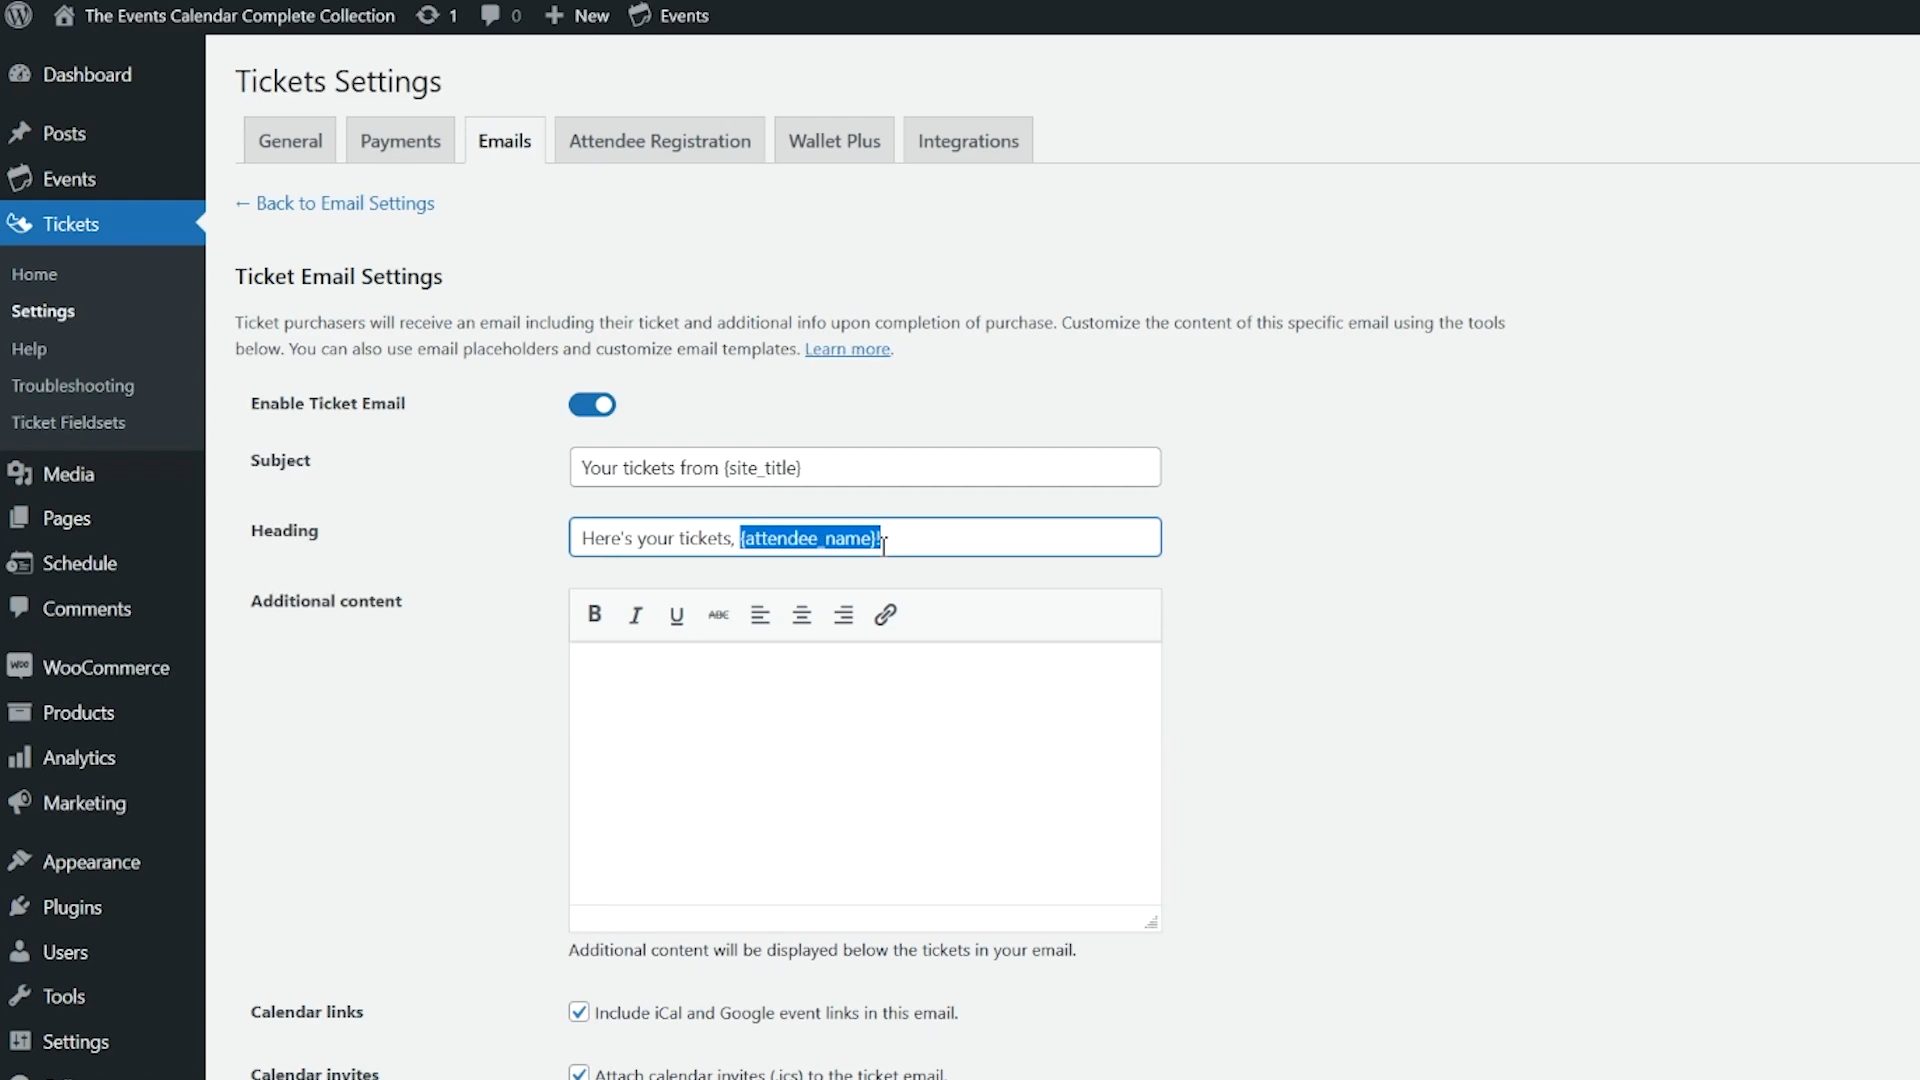 The Events Calendar Complete Collection 1 0 New Events
Dashboard
Posts
Events
Tickets
Home
Settings
Help
Troubleshooting
Ticket Fieldsets
Media
Pages
Schedule
Comments
WooCommerce
Products
Analytics
Marketing
Appearance
Plugins
Users
Tools
Settings
Tickets Settings
General Payments Emails Attendee Registration Wallet Plus Integrations
← Back to Email Settings
Ticket Email Settings
Ticket purchasers will receive an email including their ticket and additional info upon completion of purchase. Customize the content of this specific email using the tools
below. You can also use email placeholders and customize email templates. Learn more.
Enable Ticket Email
Subject
Your tickets from {site_title}
Heading
Here's your tickets, {attendee_name}!
Additional content
B I U ABC
Additional content will be displayed below the tickets in your email.
Calendar links
Include iCal and Google event links in this email.
Calendar invites
Attach calendar invites (.ics) to the ticket email.